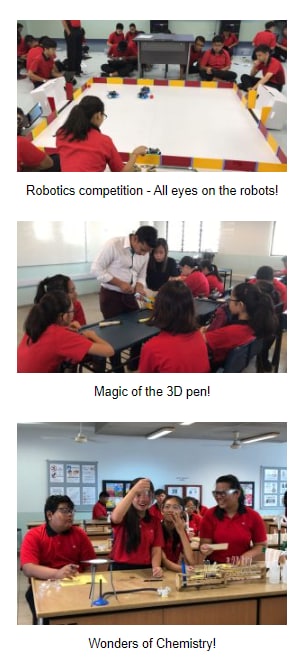 Robotics competition - All eyes on the robots!
Magic of the 3D pen!
Wonders of Chemistry!